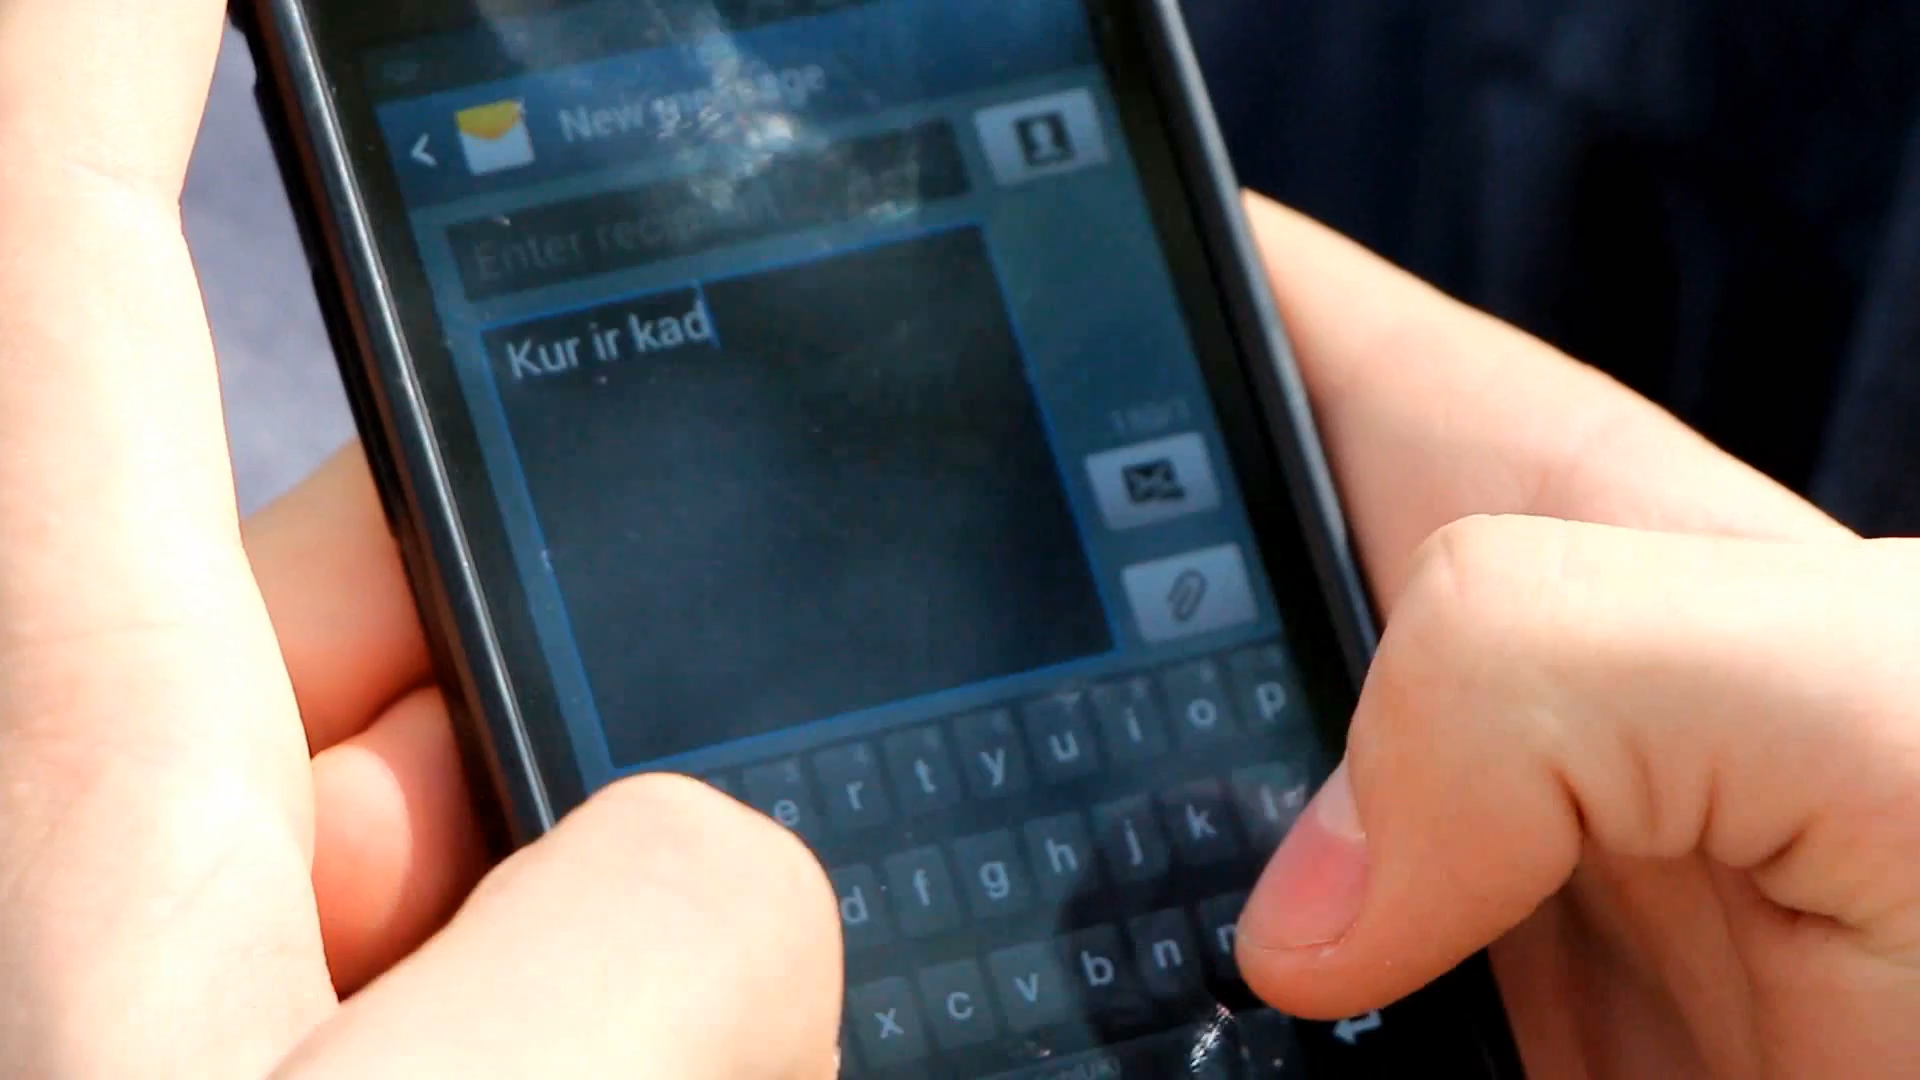 New message
Enter recipient
Kur ir kad
e r t y u i o p
d f g h j k l
x c v b n